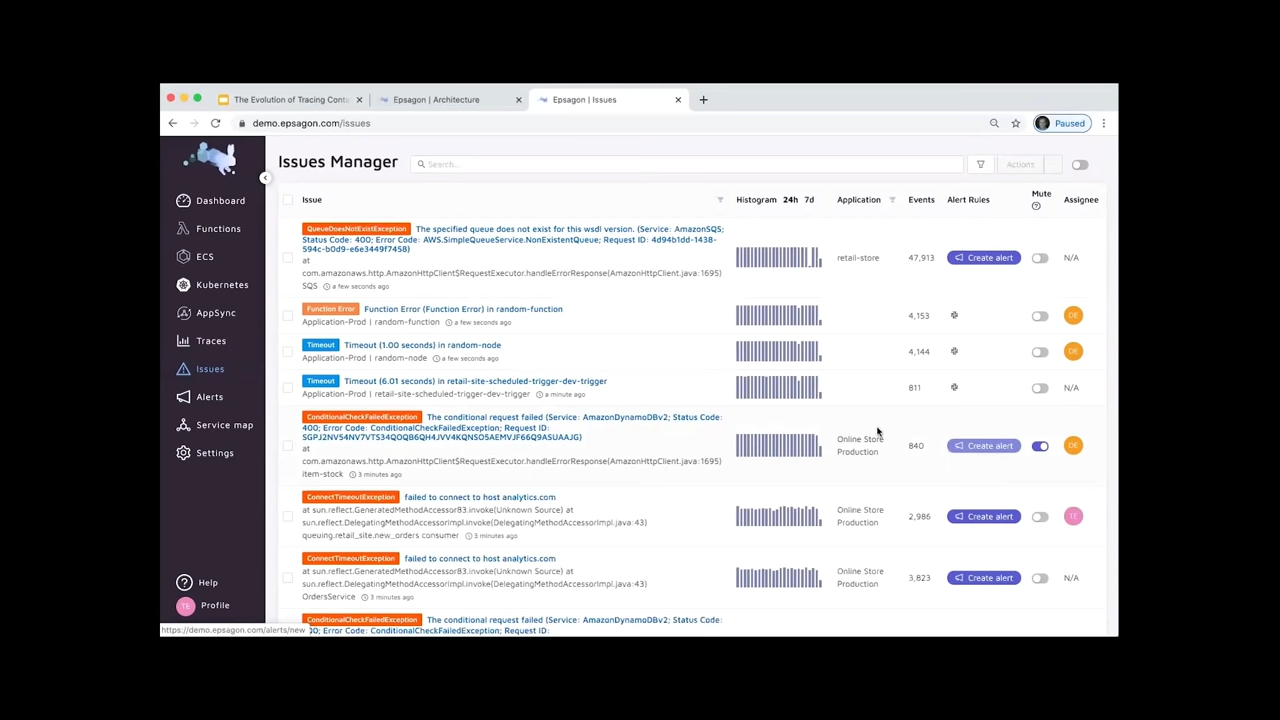 The Evolution of Tracing Conta
Epsagon | Architecture
Epsagon | Issues
demo.epsagon.com/issues
Paused
Dashboard
Functions
ECS
Kubernetes
AppSync
Traces
Issues
Alerts
Service map
Settings
Help
TE Profile
https://demo.epsagon.com/alerts/new
Issues Manager
Search...
Actions
Issue
Histogram 24h 7d
Application
Events
Alert Rules
Mute
Assignee
QueueDoesNotExistException The specified queue does not exist for this wsdl version. (Service: AmazonSQS;
Status Code: 400; Error Code: AWS.SimpleQueueService.NonExistentQueue; Request ID: 4d94b1dd-1438-
594c-b0d9-e6e3449f7458)
at
com.amazonaws.http.AmazonHttpClient$RequestExecutor.handleErrorResponse(AmazonHttpClient.java:1695)
SQS a few seconds ago
retail-store
47,913
Create alert
N/A
Function Error Function Error (Function Error) in random-function
Application-Prod | random-function a few seconds ago
4,153
DE
Timeout Timeout (1.00 seconds) in random-node
Application-Prod | random-node a few seconds ago
4,144
DE
Timeout Timeout (6.01 seconds) in retail-site-scheduled-trigger-dev-trigger
Application-Prod | retail-site-scheduled-trigger-dev-trigger a minute ago
811
N/A
ConditionalCheckFailedException The conditional request failed (Service: AmazonDynamoDBv2; Status Code:
400; Error Code: ConditionalCheckFailedException; Request ID:
SGPJ2NV54NV7VTS34QOQB6QH4JVV4KQNSO5AEMVJF66Q9ASUAAJG)
at
com.amazonaws.http.AmazonHttpClient$RequestExecutor.handleErrorResponse(AmazonHttpClient.java:1695)
item-stock 3 minutes ago
Online Store
Production
840
Create alert
DE
ConnectTimeoutException failed to connect to host analytics.com
at sun.reflect.GeneratedMethodAccessor83.invoke(Unknown Source) at
sun.reflect.DelegatingMethodAccessorImpl.invoke(DelegatingMethodAccessorImpl.java:43)
queuing.retail_site.new_orders consumer 3 minutes ago
Online Store
Production
2,986
Create alert
TE
ConnectTimeoutException failed to connect to host analytics.com
at sun.reflect.GeneratedMethodAccessor83.invoke(Unknown Source) at
sun.reflect.DelegatingMethodAccessorImpl.invoke(DelegatingMethodAccessorImpl.java:43)
OrdersService 3 minutes ago
Online Store
Production
3,823
Create alert
N/A
ConditionalCheckFailedException The conditional request failed (Service: AmazonDynamoDBv2; Status Code:
00; Error Code: ConditionalCheckFailedException; Request ID: